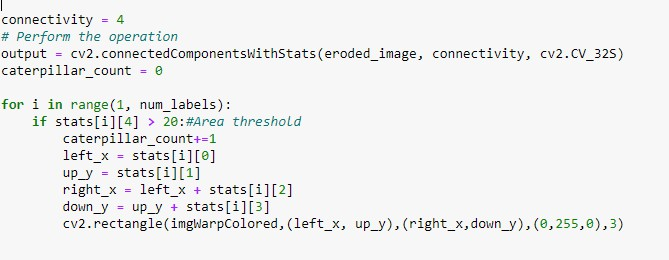 connectivity = 4
# Perform the operation
output = cv2.connectedComponentsWithStats(eroded_image, connectivity, cv2.CV_32S)
caterpillar_count = 0
for i in range(1, num_labels):
    if stats[i][4] > 20:#Area threshold
        caterpillar_count+=1
        left_x = stats[i][0]
        up_y = stats[i][1]
        right_x = left_x + stats[i][2]
        down_y = up_y + stats[i][3]
        cv2.rectangle(imgWarpColored,(left_x, up_y),(right_x,down_y),(0,255,0),3)